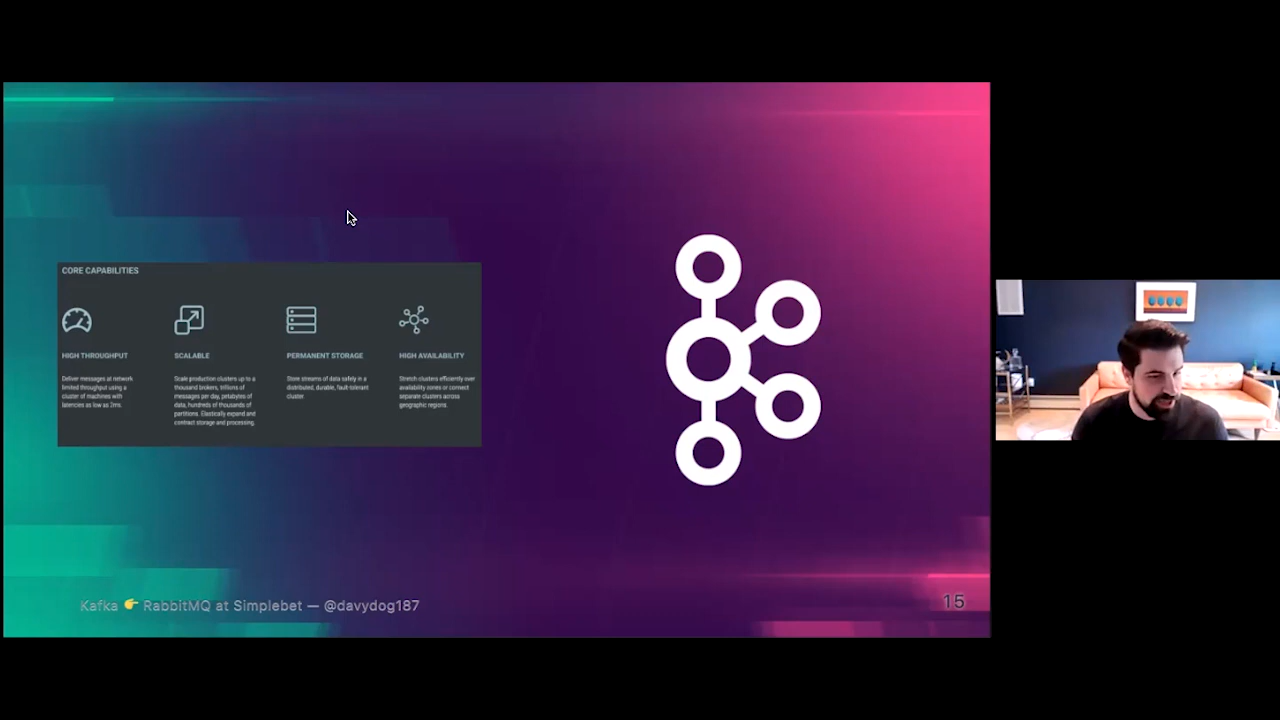 CORE CAPABILITIES
HIGH THROUGHPUT
Deliver messages at network
limited throughput using a
cluster of machines with
latencies as low as 2ms.
SCALABLE
Scale production clusters up to a
thousand brokers, trillions of
messages per day, petabytes of
data, hundreds of thousands of
partitions. Elastically expand and
contract storage and processing.
PERMANENT STORAGE
Store streams of data safely in a
distributed, durable, fault-tolerant
cluster.
HIGH AVAILABILITY
Stretch clusters efficiently over
availability zones or connect
separate clusters across
geographic regions.
Kafka 👉 RabbitMQ at Simplebet — @davydog187
15